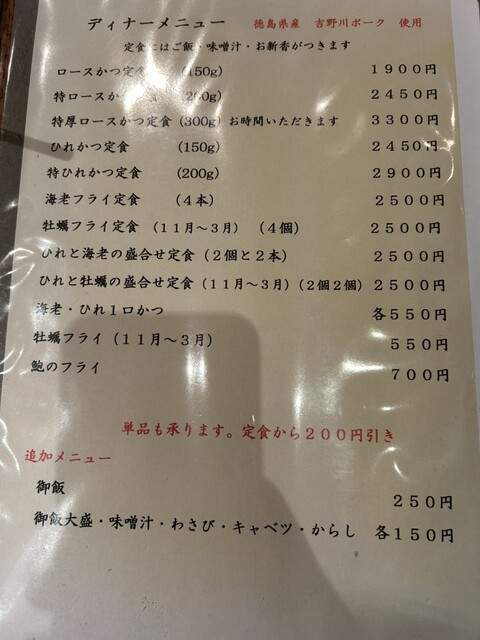 ディナーメニュー 徳島県産 吉野川ポーク 使用
定食にはご飯・味噌汁・お新香がつきます
ロースかつ定食 (150g) 1900円
特ロースかつ 2450円
特厚ロースかつ定食 (300g) お時間いただきます 3300円
ひれかつ定食 (150g) 2450円
特ひれかつ定食 (200g) 2900円
海老フライ定食 (4本) 2500円
牡蠣フライ定食 (11月～3月) (4個) 2500円
ひれと海老の盛合せ定食 (2個と2本) 2500円
ひれと牡蠣の盛合せ定食 (11月～3月) (2個2個) 2500円
海老・ひれ1口かつ 各550円
牡蠣フライ (11月～3月) 550円
鮑のフライ 700円
単品も承ります。定食から200円引き
追加メニュー
御飯 250円
御飯大盛・味噌汁・わさび・キャベツ・からし 各150円